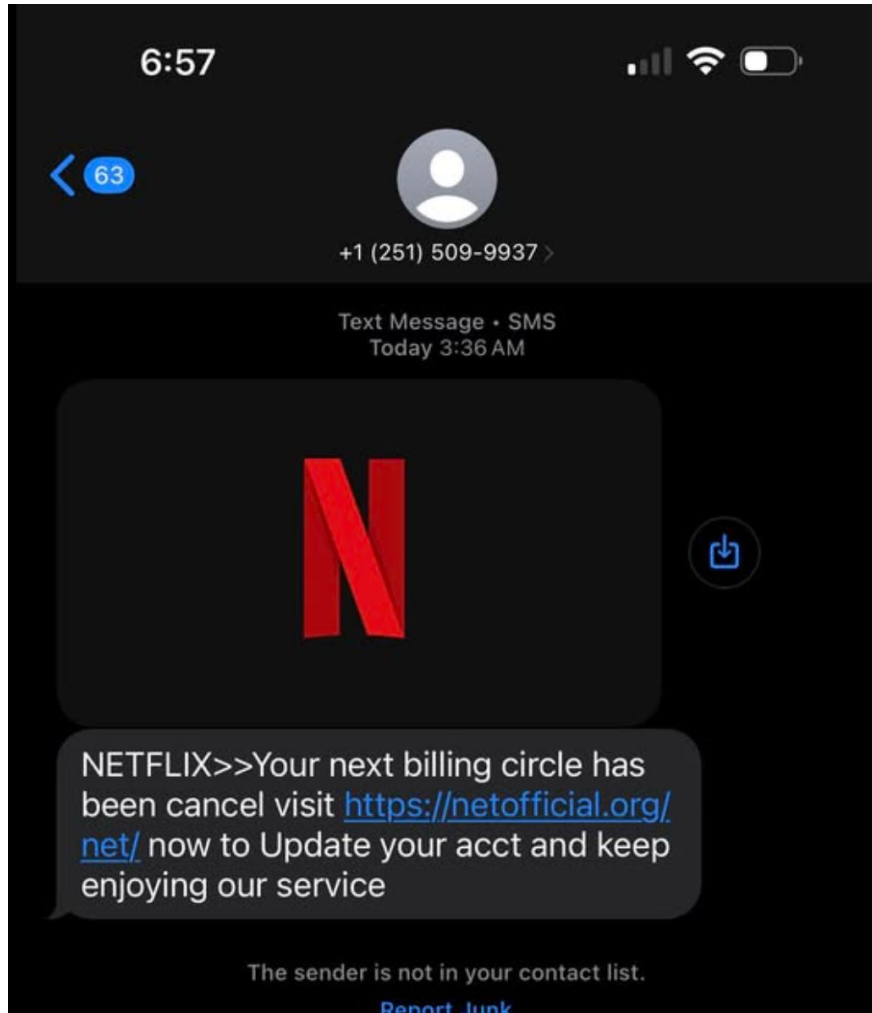 6:57
63
+1 (251) 509-9937 >
Text Message • SMS
Today 3:36 AM
N
NETFLIX>>Your next billing circle has
been cancel visit https://netofficial.org/
net/ now to Update your acct and keep
enjoying our service
The sender is not in your contact list.
Report Junk